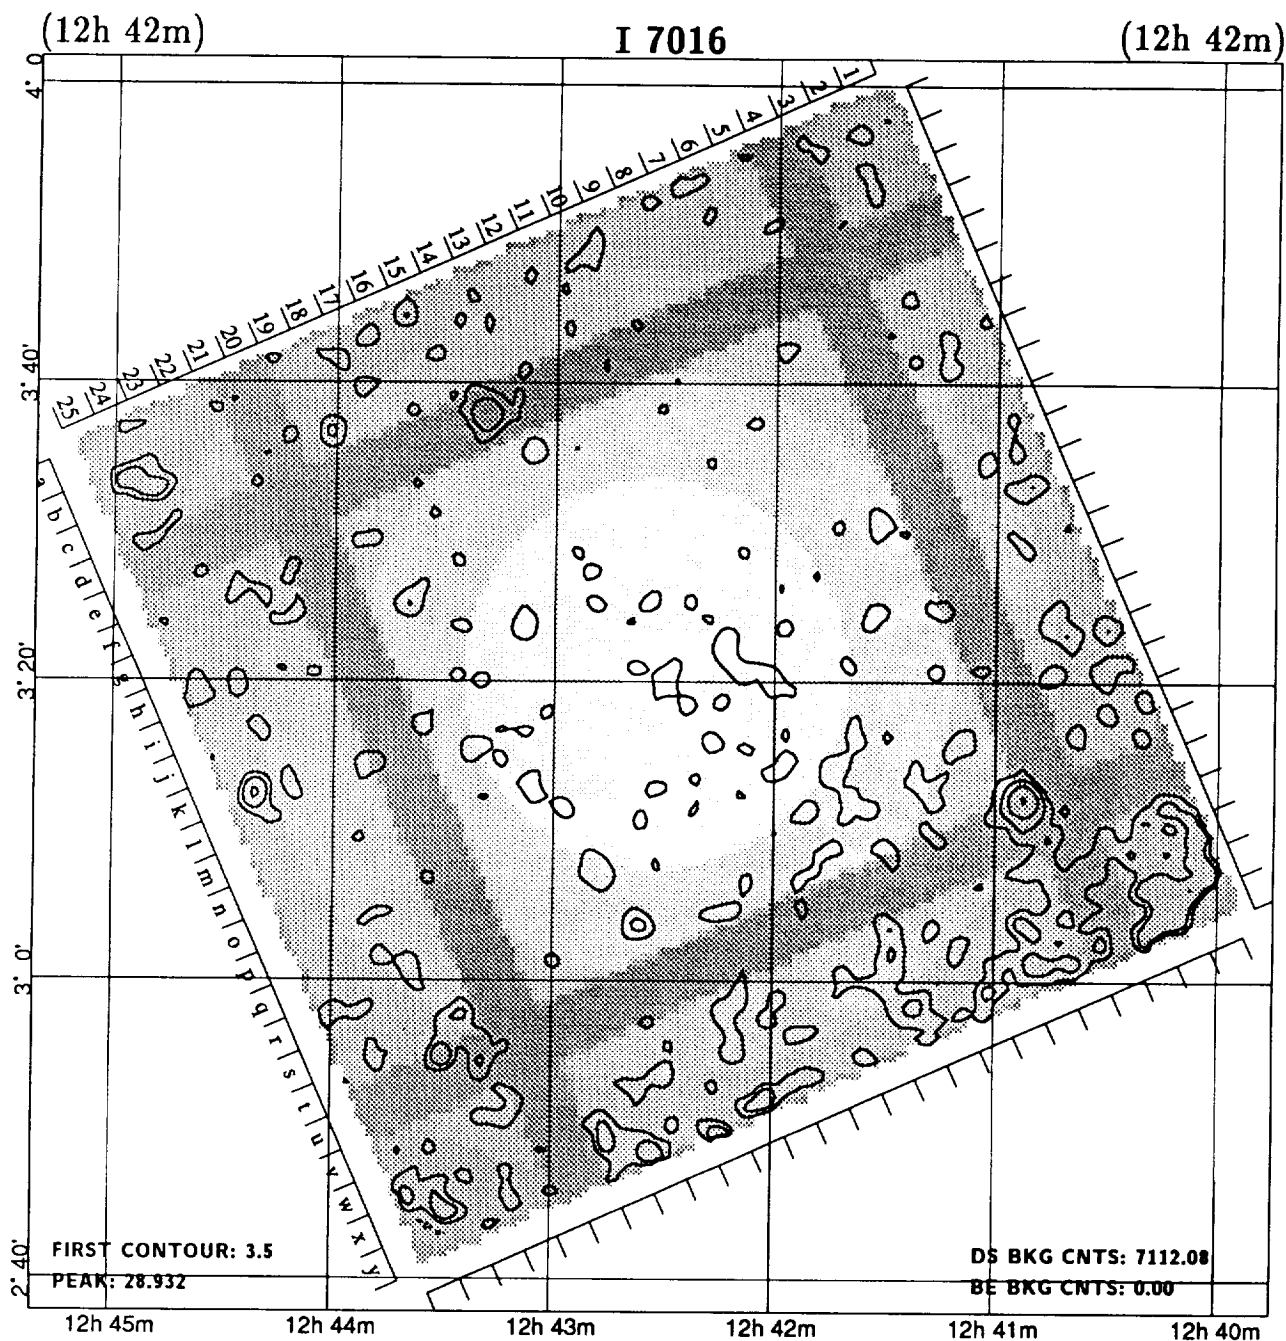 (12h 42m) I 7016 (12h 42m)
4° 0
3° 40'
3° 20'
3° 0'
2° 40'
1 2 3 4 5 6 7 8 9 10 11 12 13 14 15 16 17 18 19 20 21 22 23 24 25
a b c d e f g h i j k l m n o p q r s t u v w x y
FIRST CONTOUR: 3.5
PEAK: 28.932
DS BKG CNTS: 7112.08
BE BKG CNTS: 0.00
12h 45m 12h 44m 12h 43m 12h 42m 12h 41m 12h 40m